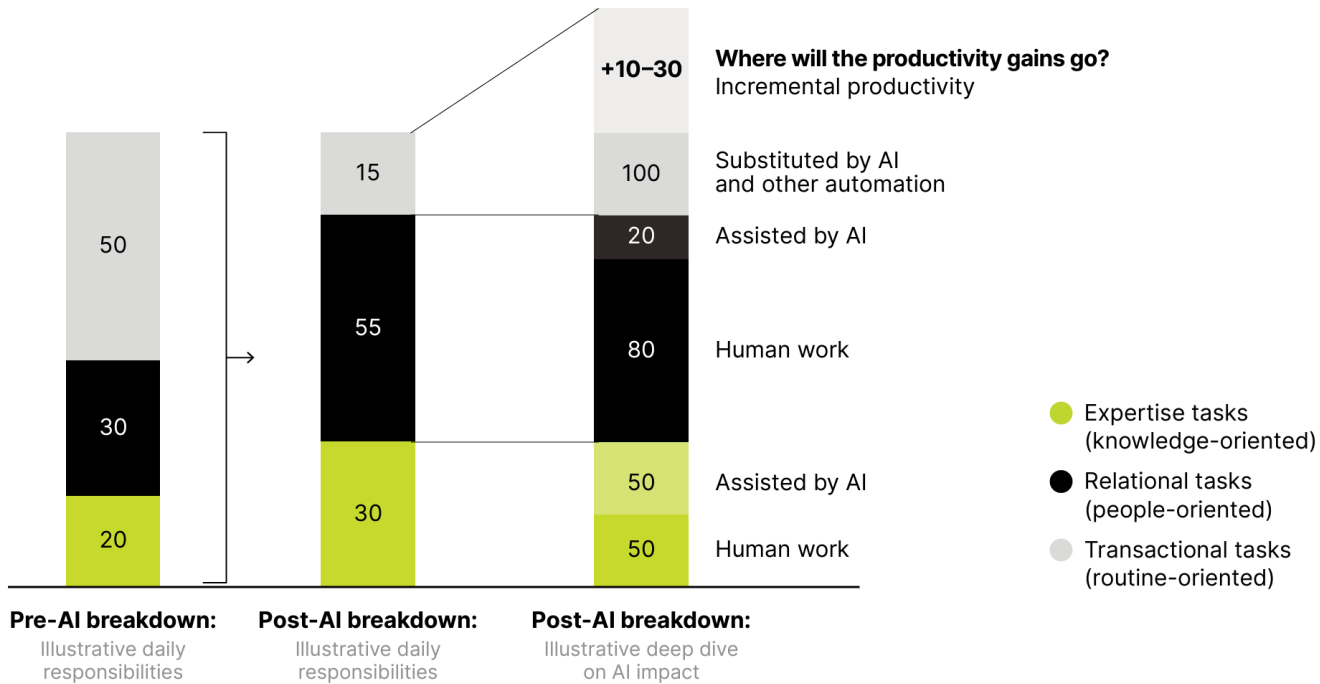 +10–30
Where will the productivity gains go?
Incremental productivity
50
30
20
15
55
30
100
Substituted by AI
and other automation
20
Assisted by AI
80
Human work
50
Assisted by AI
50
Human work
Expertise tasks
(knowledge-oriented)
Relational tasks
(people-oriented)
Transactional tasks
(routine-oriented)
Pre-AI breakdown:
Illustrative daily
responsibilities
Post-AI breakdown:
Illustrative daily
responsibilities
Post-AI breakdown:
Illustrative deep dive
on AI impact